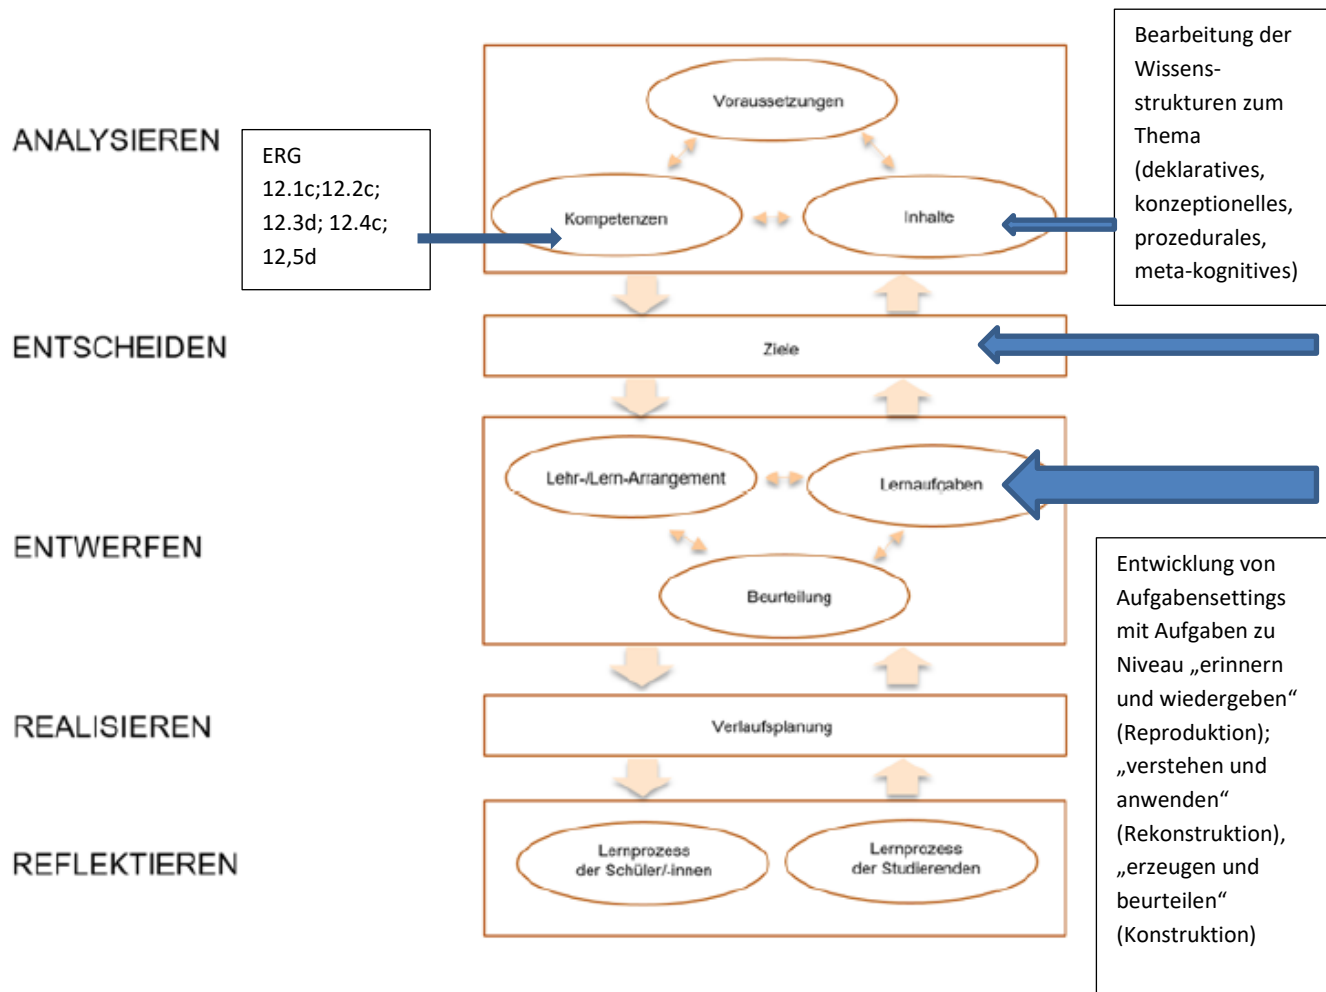 ANALYSIEREN
ERG
12.1c;12.2c;
12.3d; 12.4c;
12,5d
Voraussetzungen
Kompetenzen
Inhalte
Bearbeitung der
Wissens-
strukturen zum
Thema
(deklaratives,
konzeptionelles,
prozedurales,
meta-kognitives)
ENTSCHEIDEN
Ziele
ENTWERFEN
Lehr-/Lern-Arrangement
Lernaufgaben
Beurteilung
Entwicklung von
Aufgabensettings
mit Aufgaben zu
Niveau „erinnern
und wiedergeben“
(Reproduktion);
„verstehen und
anwenden“
(Rekonstruktion),
„erzeugen und
beurteilen“
(Konstruktion)
REALISIEREN
Verlaufsplanung
REFLEKTIEREN
Lernprozess
der Schüler/-innen
Lernprozess
der Studierenden